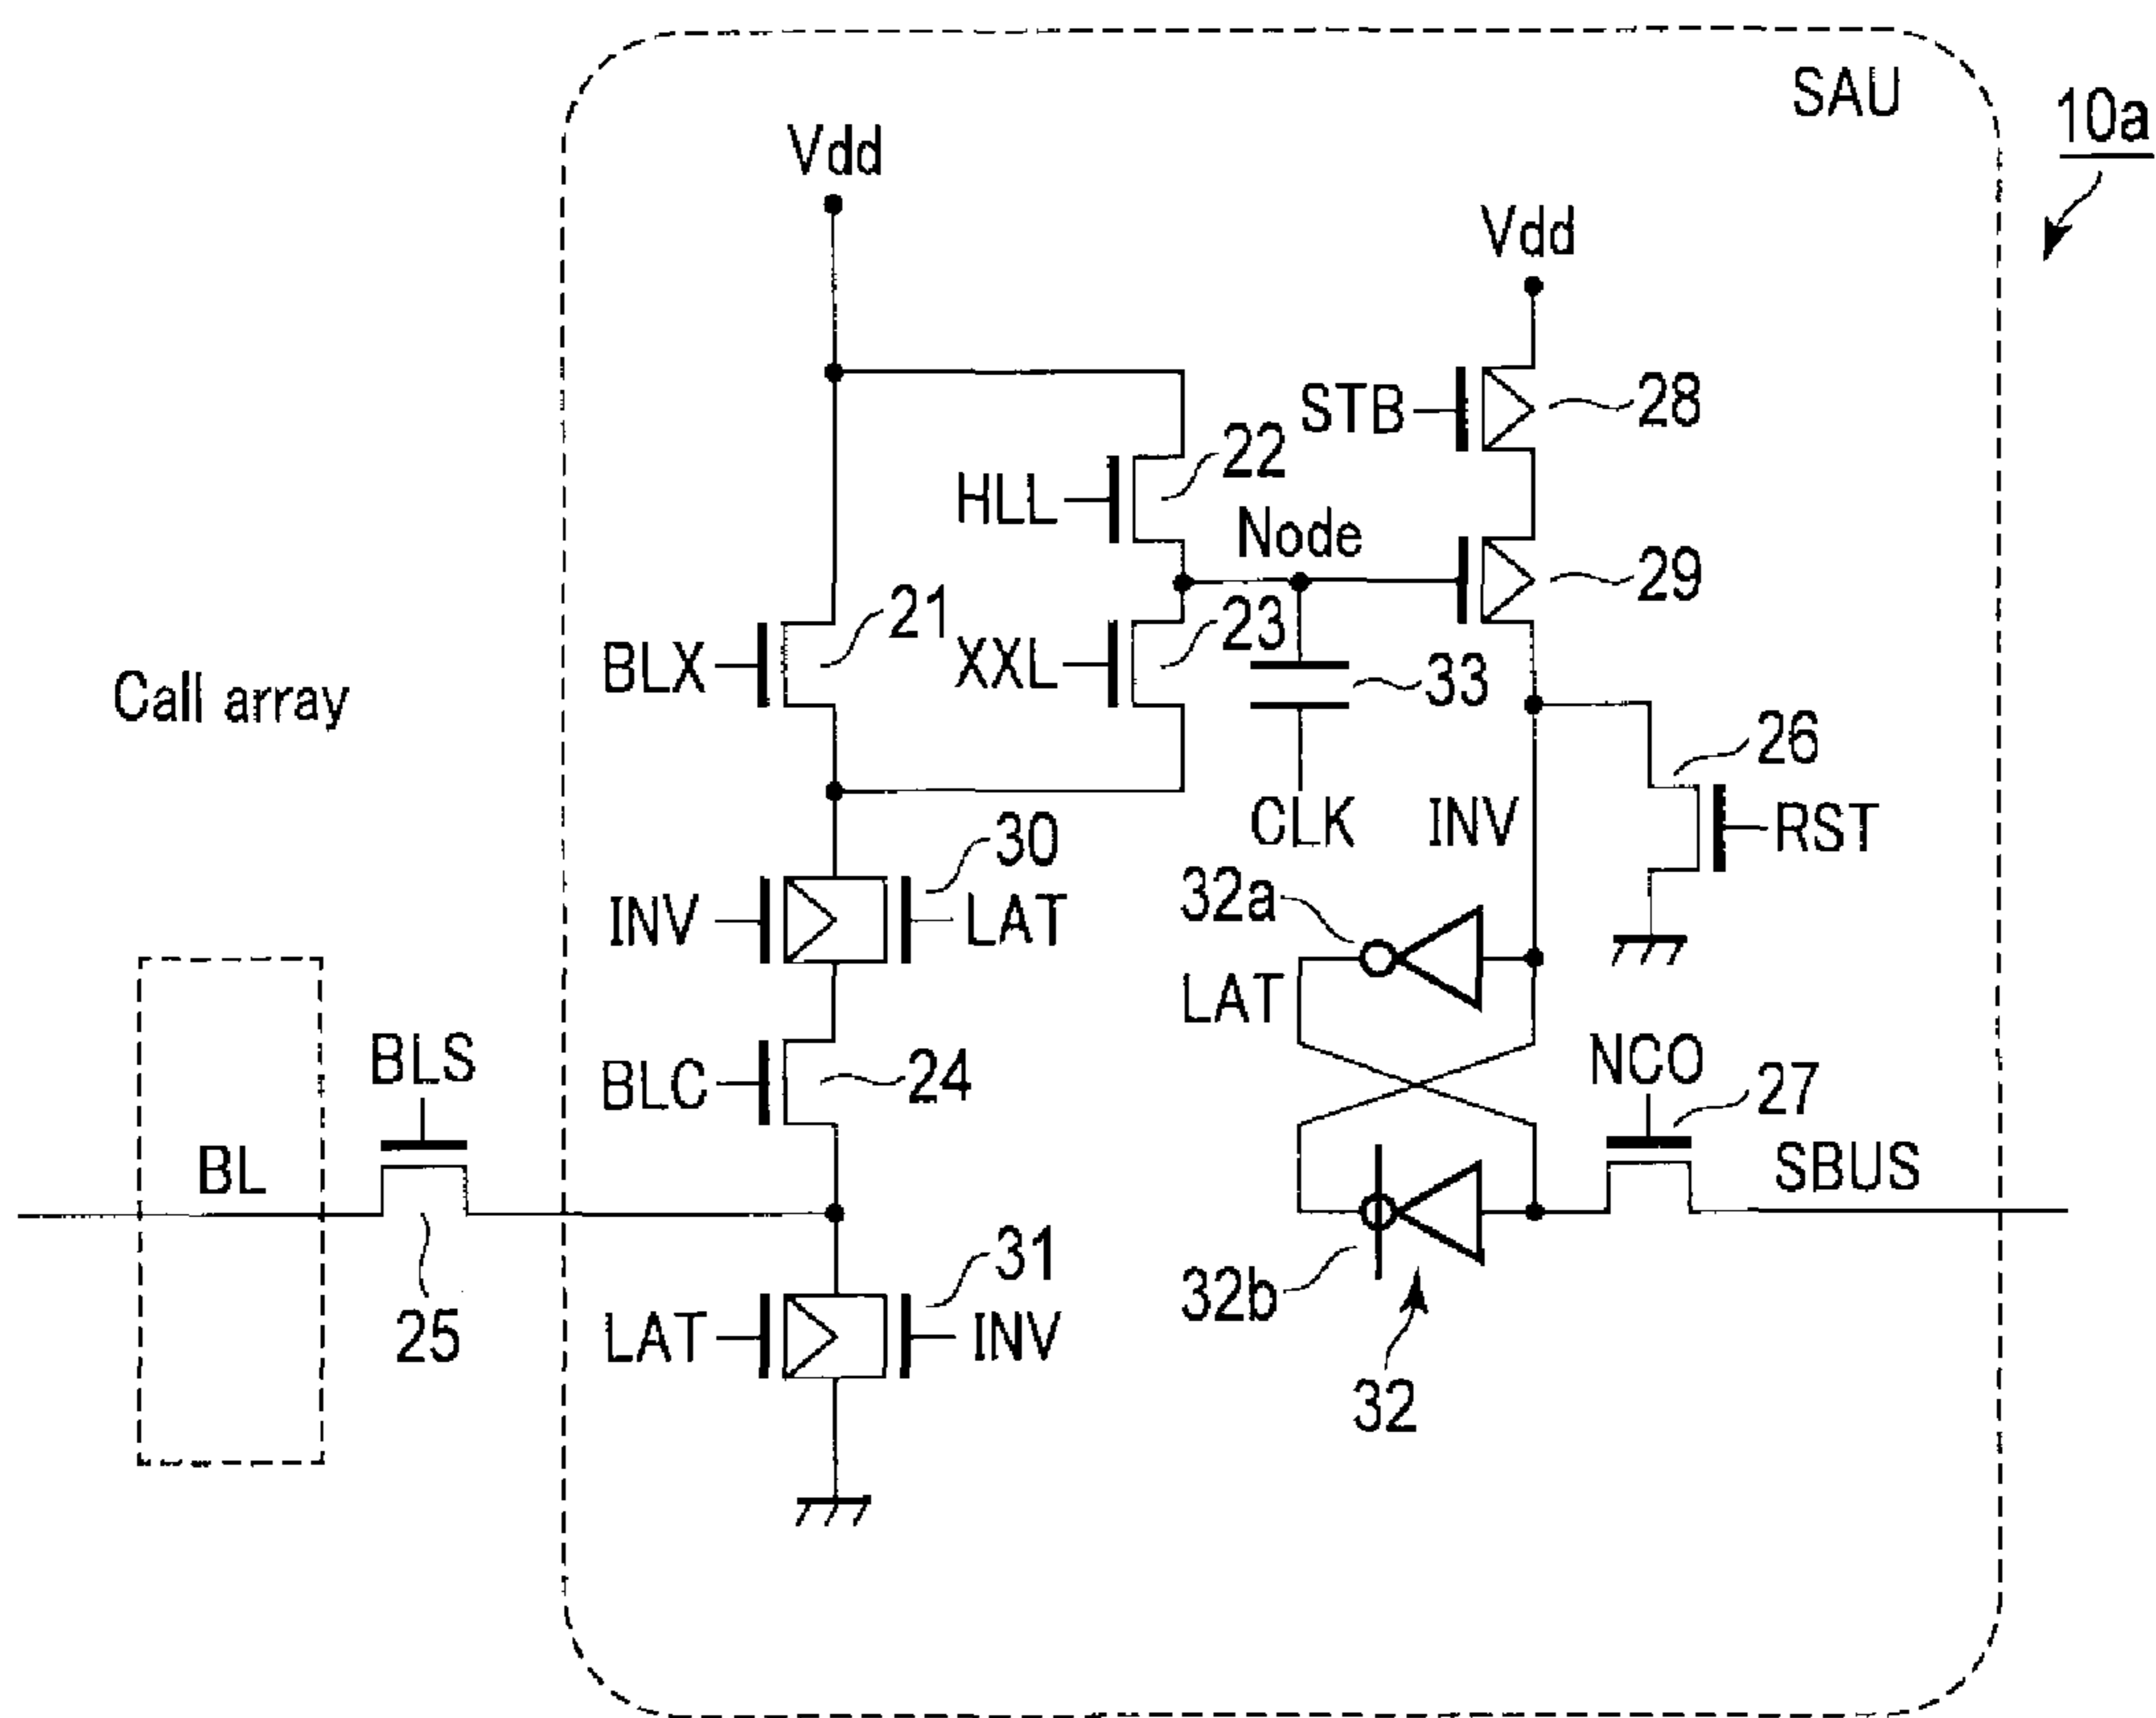 SAU
10a
Vdd
Vdd
STB
28
22
HLL
Node
29
21
23
BLX
XXL
33
Call array
26
CLK
INV
RST
30
INV
LAT
32a
LAT
BLS
BLC
24
NCO
27
BL
SBUS
25
31
LAT
INV
32b
32